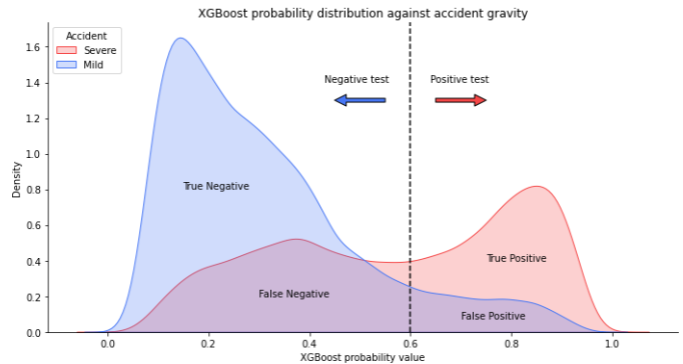 XGBoost probability distribution against accident gravity
Accident
Severe
Mild
Negative test
Positive test
True Negative
False Negative
True Positive
False Positive
Density
1.6
1.4
1.2
1.0
0.8
0.6
0.4
0.2
0.0
0.0 0.2 0.4 0.6 0.8 1.0
XGBoost probability value